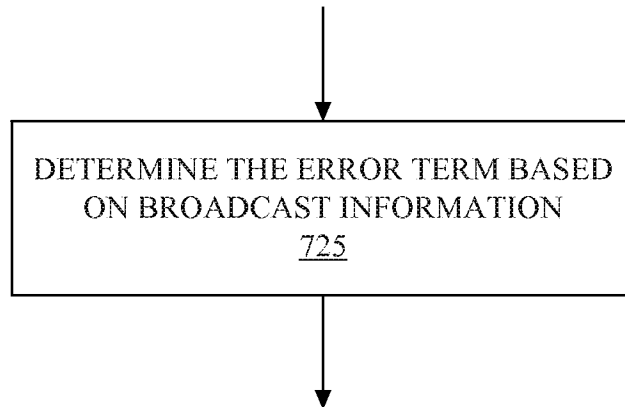 DETERMINE THE ERROR TERM BASED
ON BROADCAST INFORMATION
725